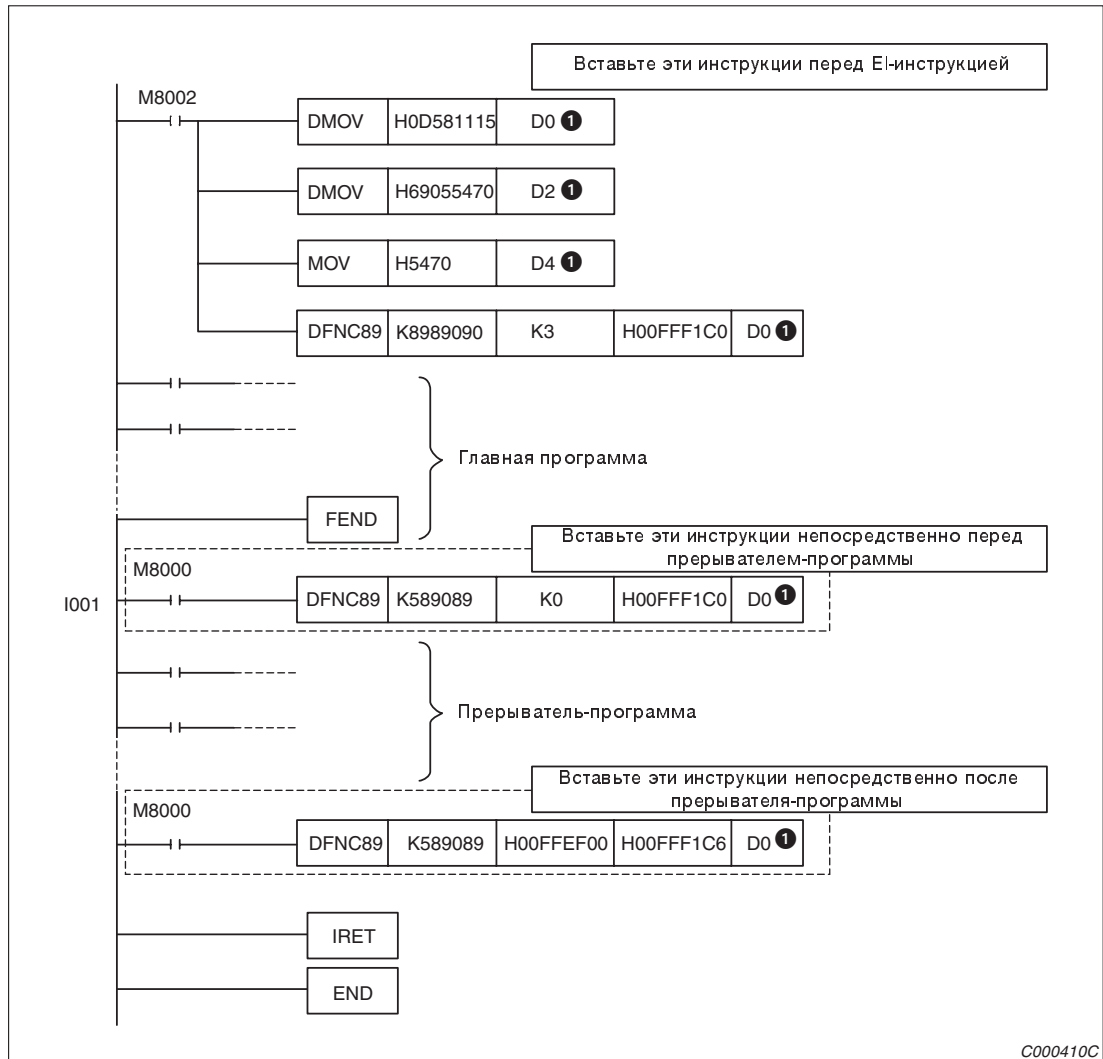 Вставьте эти инструкции перед EI-инструкцией
M8002
DMOV H0D581115 D0 ❶
DMOV H69055470 D2 ❶
MOV H5470 D4 ❶
DFNC89 K8989090 K3 H00FFF1C0 D0 ❶
Главная программа
FEND
Вставьте эти инструкции непосредственно перед
прерывателем-программы
M8000
I001 DFNC89 K589089 K0 H00FFF1C0 D0 ❶
Прерыватель-программа
Вставьте эти инструкции непосредственно после
прерывателя-программы
M8000
DFNC89 K589089 H00FFEF00 H00FFF1C6 D0 ❶
IRET
END
C000410C